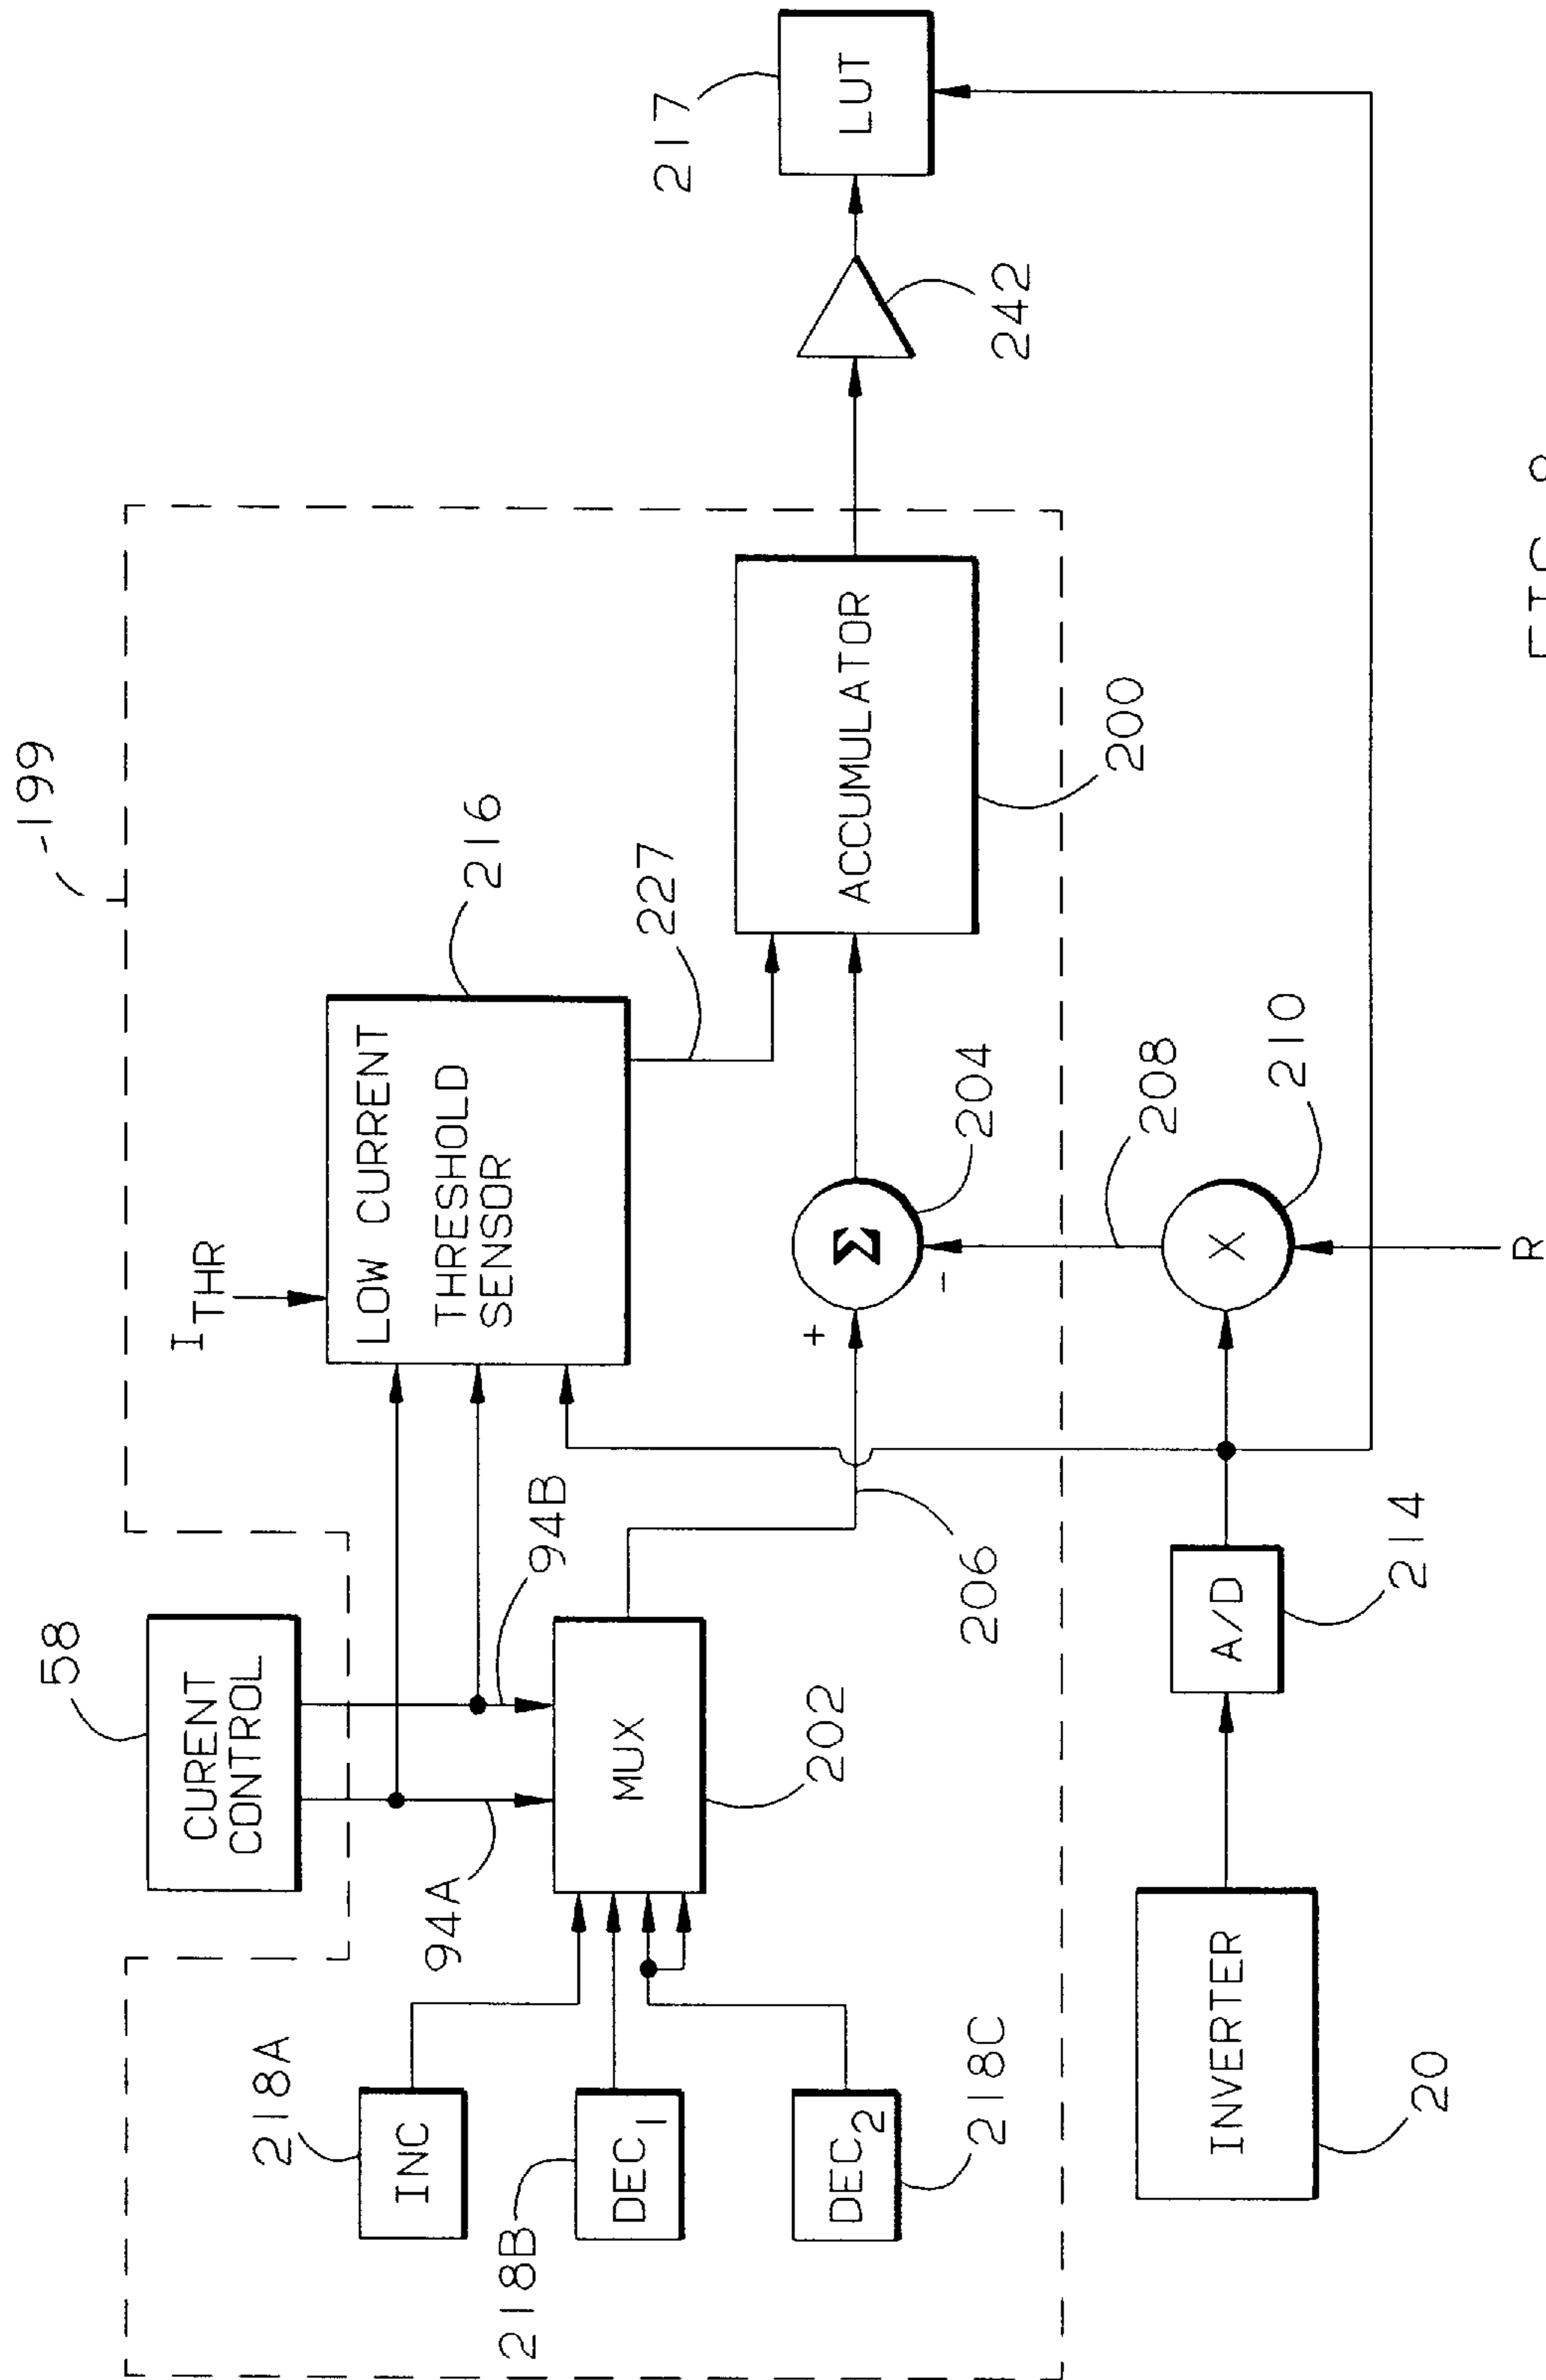 -199
58
CURENT
CONTROL
I THR
218A
INC
94A
94B
LOW CURRENT
THRESHOLD
SENSOR
216
227
218B
DEC1
MUX
202
218C
DEC2
206
+
Σ
-
204
ACCUMULATOR
200
242
217
LUT
208
INVERTER
20
A/D
214
X
210
R